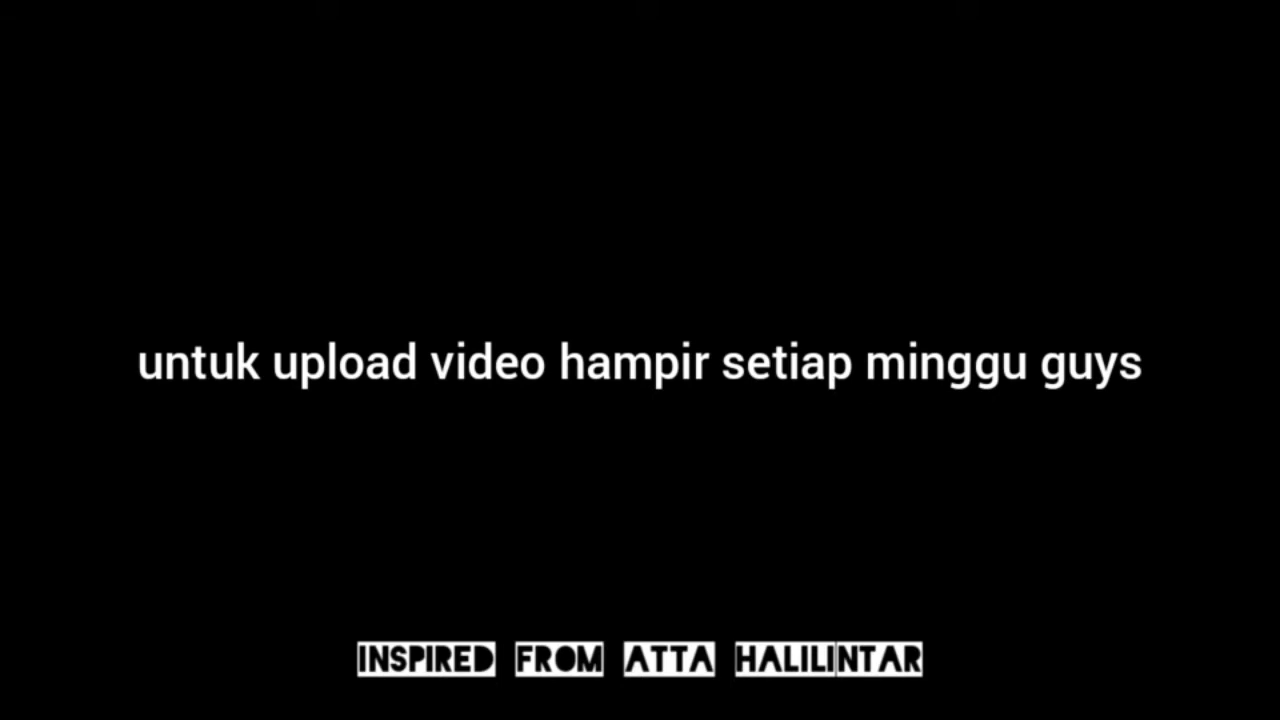 untuk upload video hampir setiap minggu guys
INSPIRED FROM ATTA HALILINTAR